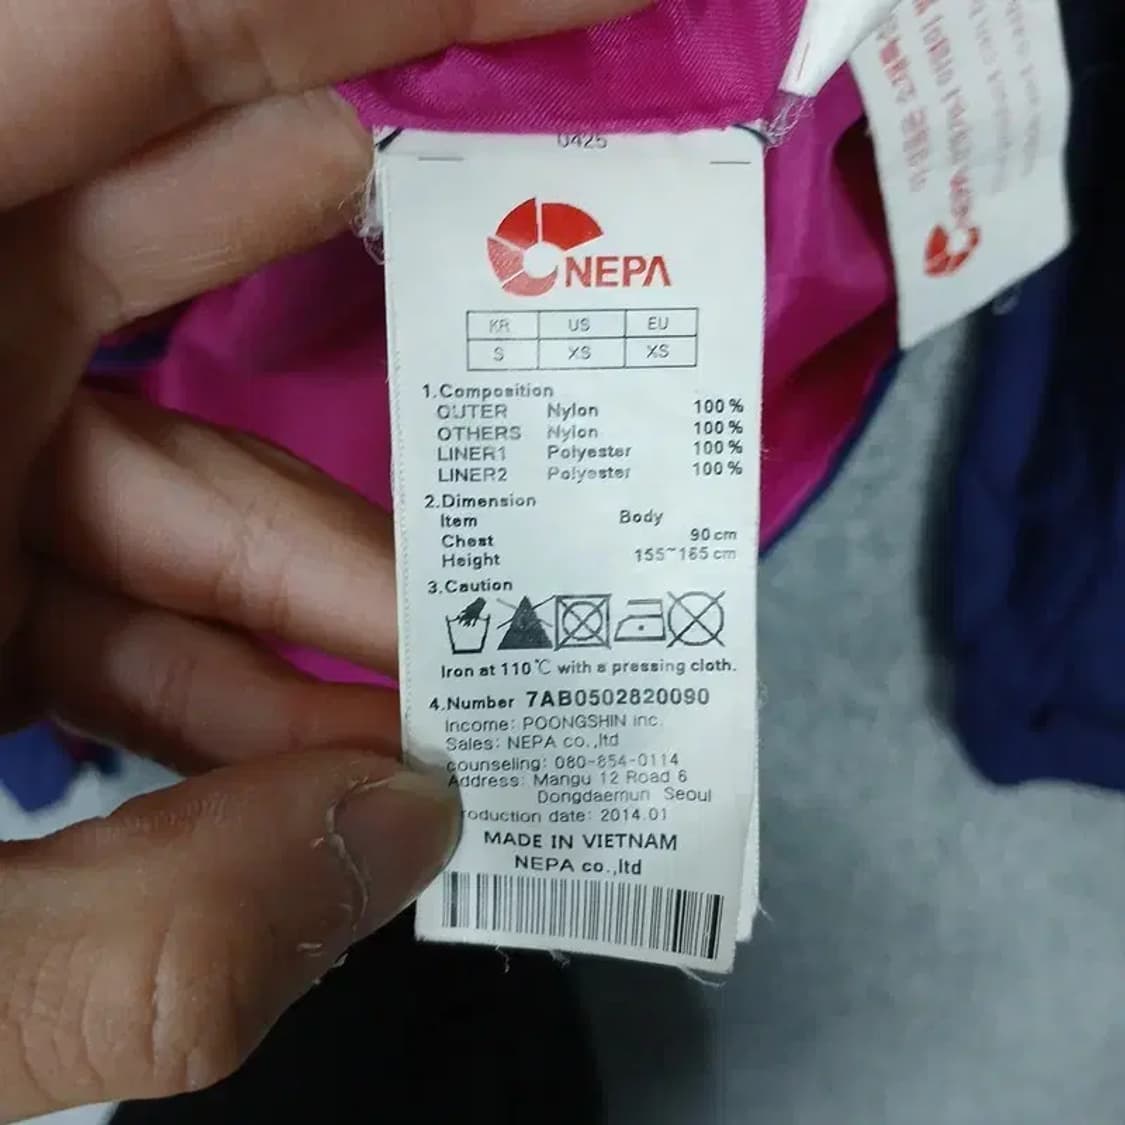 0425
NEPA
KR US EU
S XS XS
1.Composition
OUTER Nylon 100 %
OTHERS Nylon 100 %
LINER1 Polyester 100 %
LINER2 Polyester 100 %
2.Dimension
Item Body
Chest 90 cm
Height 155~165 cm
3.Caution
Iron at 110℃ with a pressing cloth.
4.Number 7AB0502820090
Income: POONGSHIN inc.
Sales: NEPA co.,ltd
counseling: 080-854-0114
Address: Mangu 12 Road 6
Dongdaemun Seoul
roduction date: 2014.01
MADE IN VIETNAM
NEPA co.,ltd